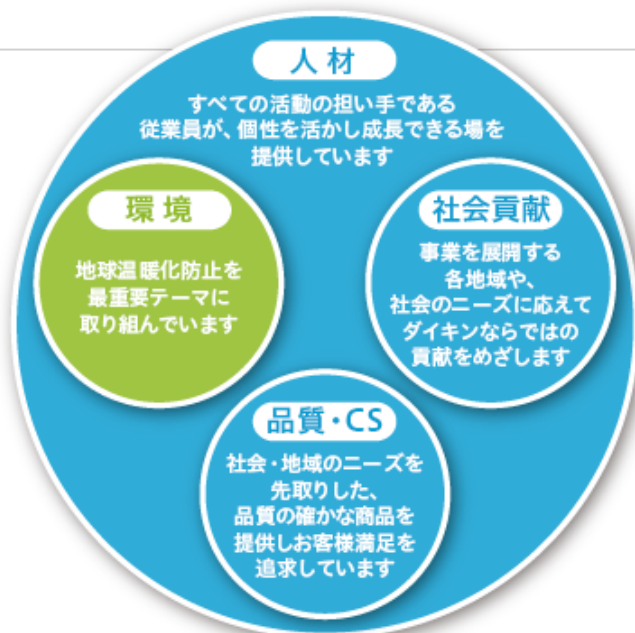 人材
すべての活動の担い手である
従業員が、個性を活かし成長できる場を
提供しています
環境
地球温暖化防止を
最重要テーマに
取り組んでいます
社会貢献
事業を展開する
各地域や、
社会のニーズに応えて
ダイキンならではの
貢献をめざします
品質・CS
社会・地域のニーズを
先取りした、
品質の確かな商品を
提供しお客様満足を
追求しています